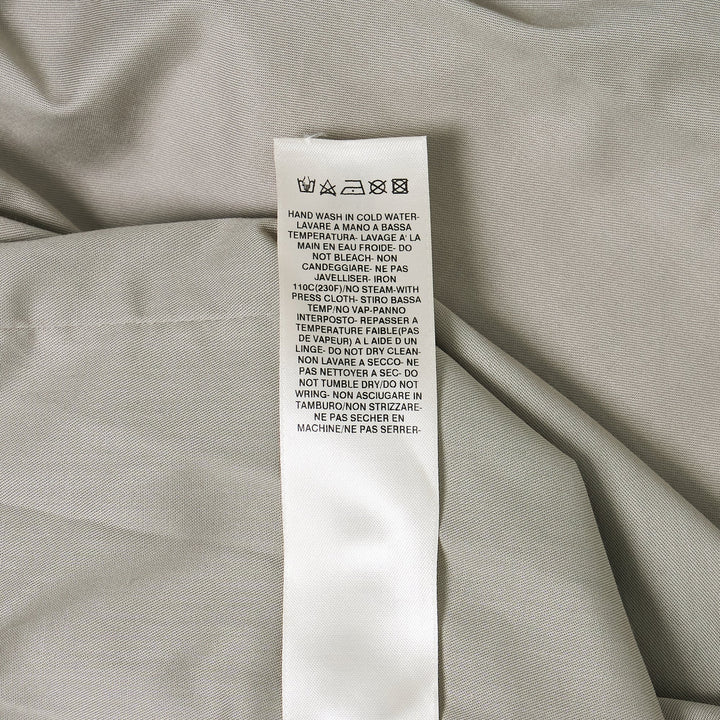 HAND WASH IN COLD WATER-
LAVARE A MANO A BASSA
TEMPERATURA- LAVAGE A' LA
MAIN EN EAU FROIDE- DO
NOT BLEACH- NON
CANDEGGIARE- NE PAS
JAVELLISER- IRON
110C(230F)/NO STEAM-WITH
PRESS CLOTH- STIRO BASSA
TEMP/NO VAP-PANNO
INTERPOSTO- REPASSER A
TEMPERATURE FAIBLE(PAS
DE VAPEUR) A L AIDE D UN
LINGE- DO NOT DRY CLEAN-
NON LAVARE A SECCO- NE
PAS NETTOYER A SEC- DO
NOT TUMBLE DRY/DO NOT
WRING- NON ASCIUGARE IN
TAMBURO/NON STRIZZARE-
NE PAS SECHER EN
MACHINE/NE PAS SERRER-